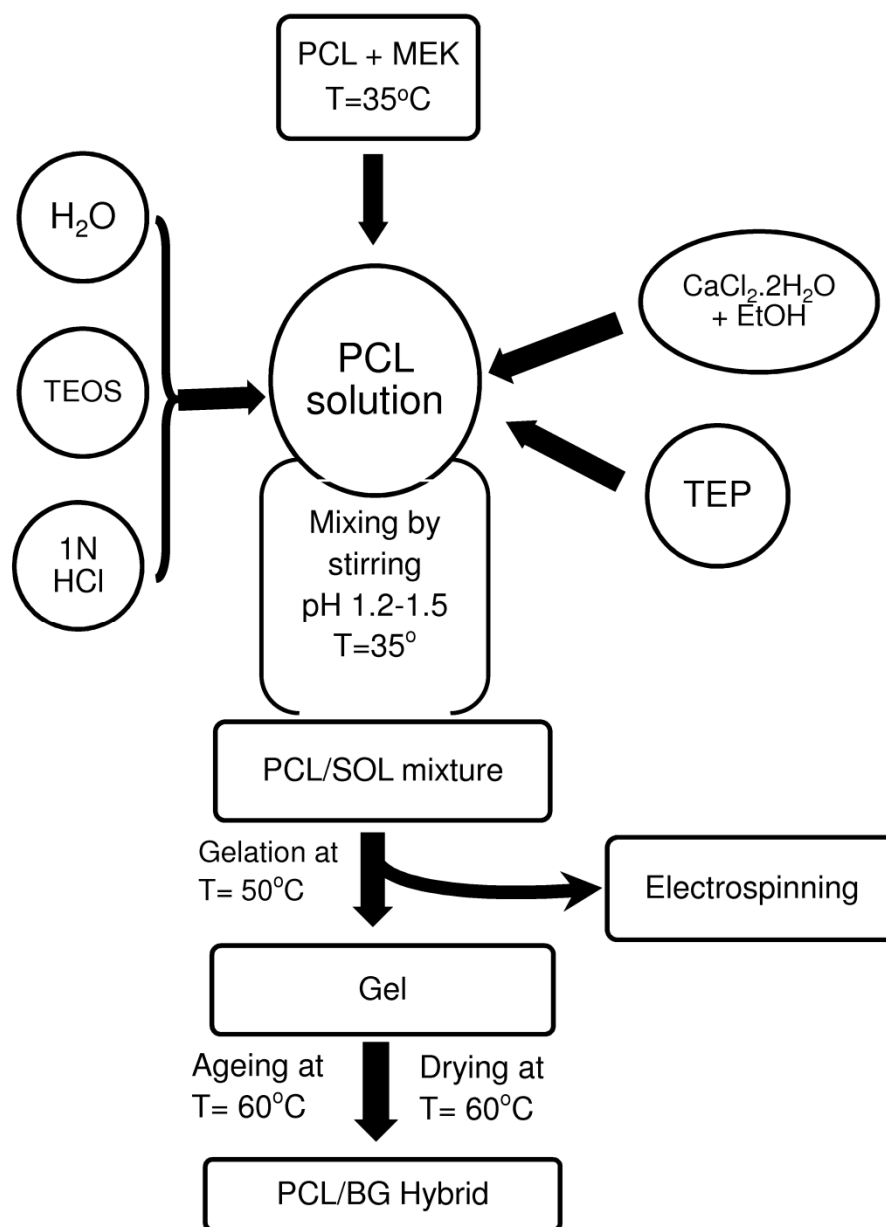 PCL + MEK
T=35°C
H₂O
TEOS
1N
HCl
PCL
solution
CaCl₂.2H₂O
+ EtOH
TEP
Mixing by
stirring
pH 1.2-1.5
T=35°
PCL/SOL mixture
Gelation at
T= 50°C
Electrospinning
Gel
Ageing at
T= 60°C
Drying at
T= 60°C
PCL/BG Hybrid